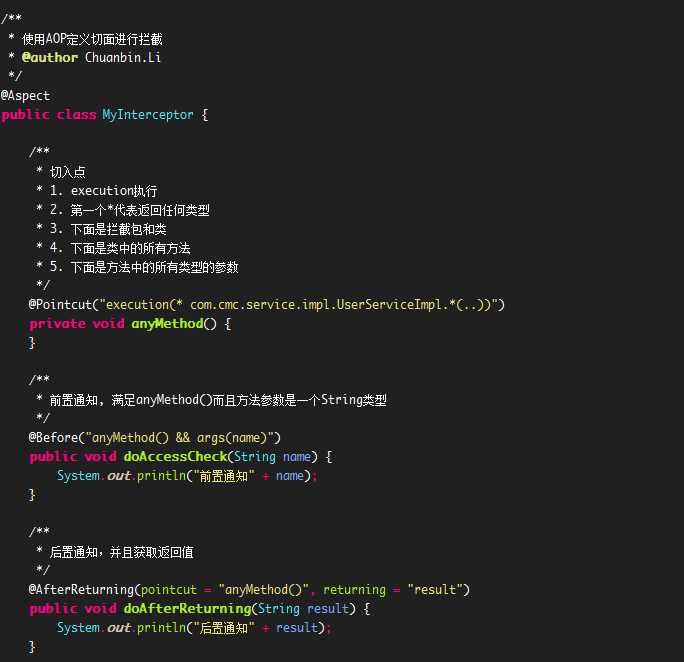 /**
 * 使用AOP定义切面进行拦截
 * @author Chuanbin.Li
 */
@Aspect
public class MyInterceptor {
/**
 * 切入点
 * 1. execution执行
 * 2. 第一个*代表返回任何类型
 * 3. 下面是拦截包和类
 * 4. 下面是类中的所有方法
 * 5. 下面是方法中的所有类型的参数
 */
@Pointcut("execution(* com.cmc.service.impl.UserServiceImpl.*(..))")
private void anyMethod() {
}
/**
 * 前置通知, 满足anyMethod()而且方法参数是一个String类型
 */
@Before("anyMethod() && args(name)")
public void doAccessCheck(String name) {
System.out.println("前置通知" + name);
}
/**
 * 后置通知，并且获取返回值
 */
@AfterReturning(pointcut = "anyMethod()", returning = "result")
public void doAfterReturning(String result) {
System.out.println("后置通知" + result);
}